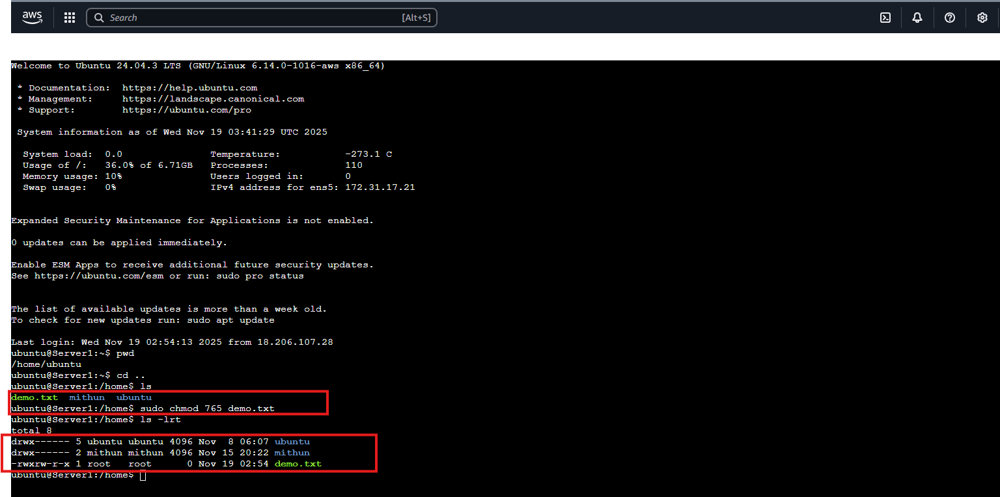 aws Search [Alt+S]
Welcome to Ubuntu 24.04.3 LTS (GNU/Linux 6.14.0-1016-aws x86_64)
* Documentation: https://help.ubuntu.com
* Management: https://landscape.canonical.com
* Support: https://ubuntu.com/pro
System information as of Wed Nov 19 03:41:29 UTC 2025
System load: 0.0 Temperature: -273.1 C
Usage of /: 36.0% of 6.71GB Processes: 110
Memory usage: 10% Users logged in: 0
Swap usage: 0% IPv4 address for ens5: 172.31.17.21
Expanded Security Maintenance for Applications is not enabled.
0 updates can be applied immediately.
Enable ESM Apps to receive additional future security updates.
See https://ubuntu.com/esm or run: sudo pro status
The list of available updates is more than a week old.
To check for new updates run: sudo apt update
Last login: Wed Nov 19 02:54:13 2025 from 18.206.107.28
ubuntu@Server1:~$ pwd
/home/ubuntu
ubuntu@Server1:~$ cd ..
ubuntu@Server1:/home$ ls
demo.txt mithun ubuntu
ubuntu@Server1:/home$ sudo chmod 765 demo.txt
ubuntu@Server1:/home$ ls -lrt
total 8
drwx------ 5 ubuntu ubuntu 4096 Nov 8 06:07 ubuntu
drwx------ 2 mithun mithun 4096 Nov 15 20:22 mithun
-rwxrw-r-x 1 root root 0 Nov 19 02:54 demo.txt
ubuntu@Server1:/home$